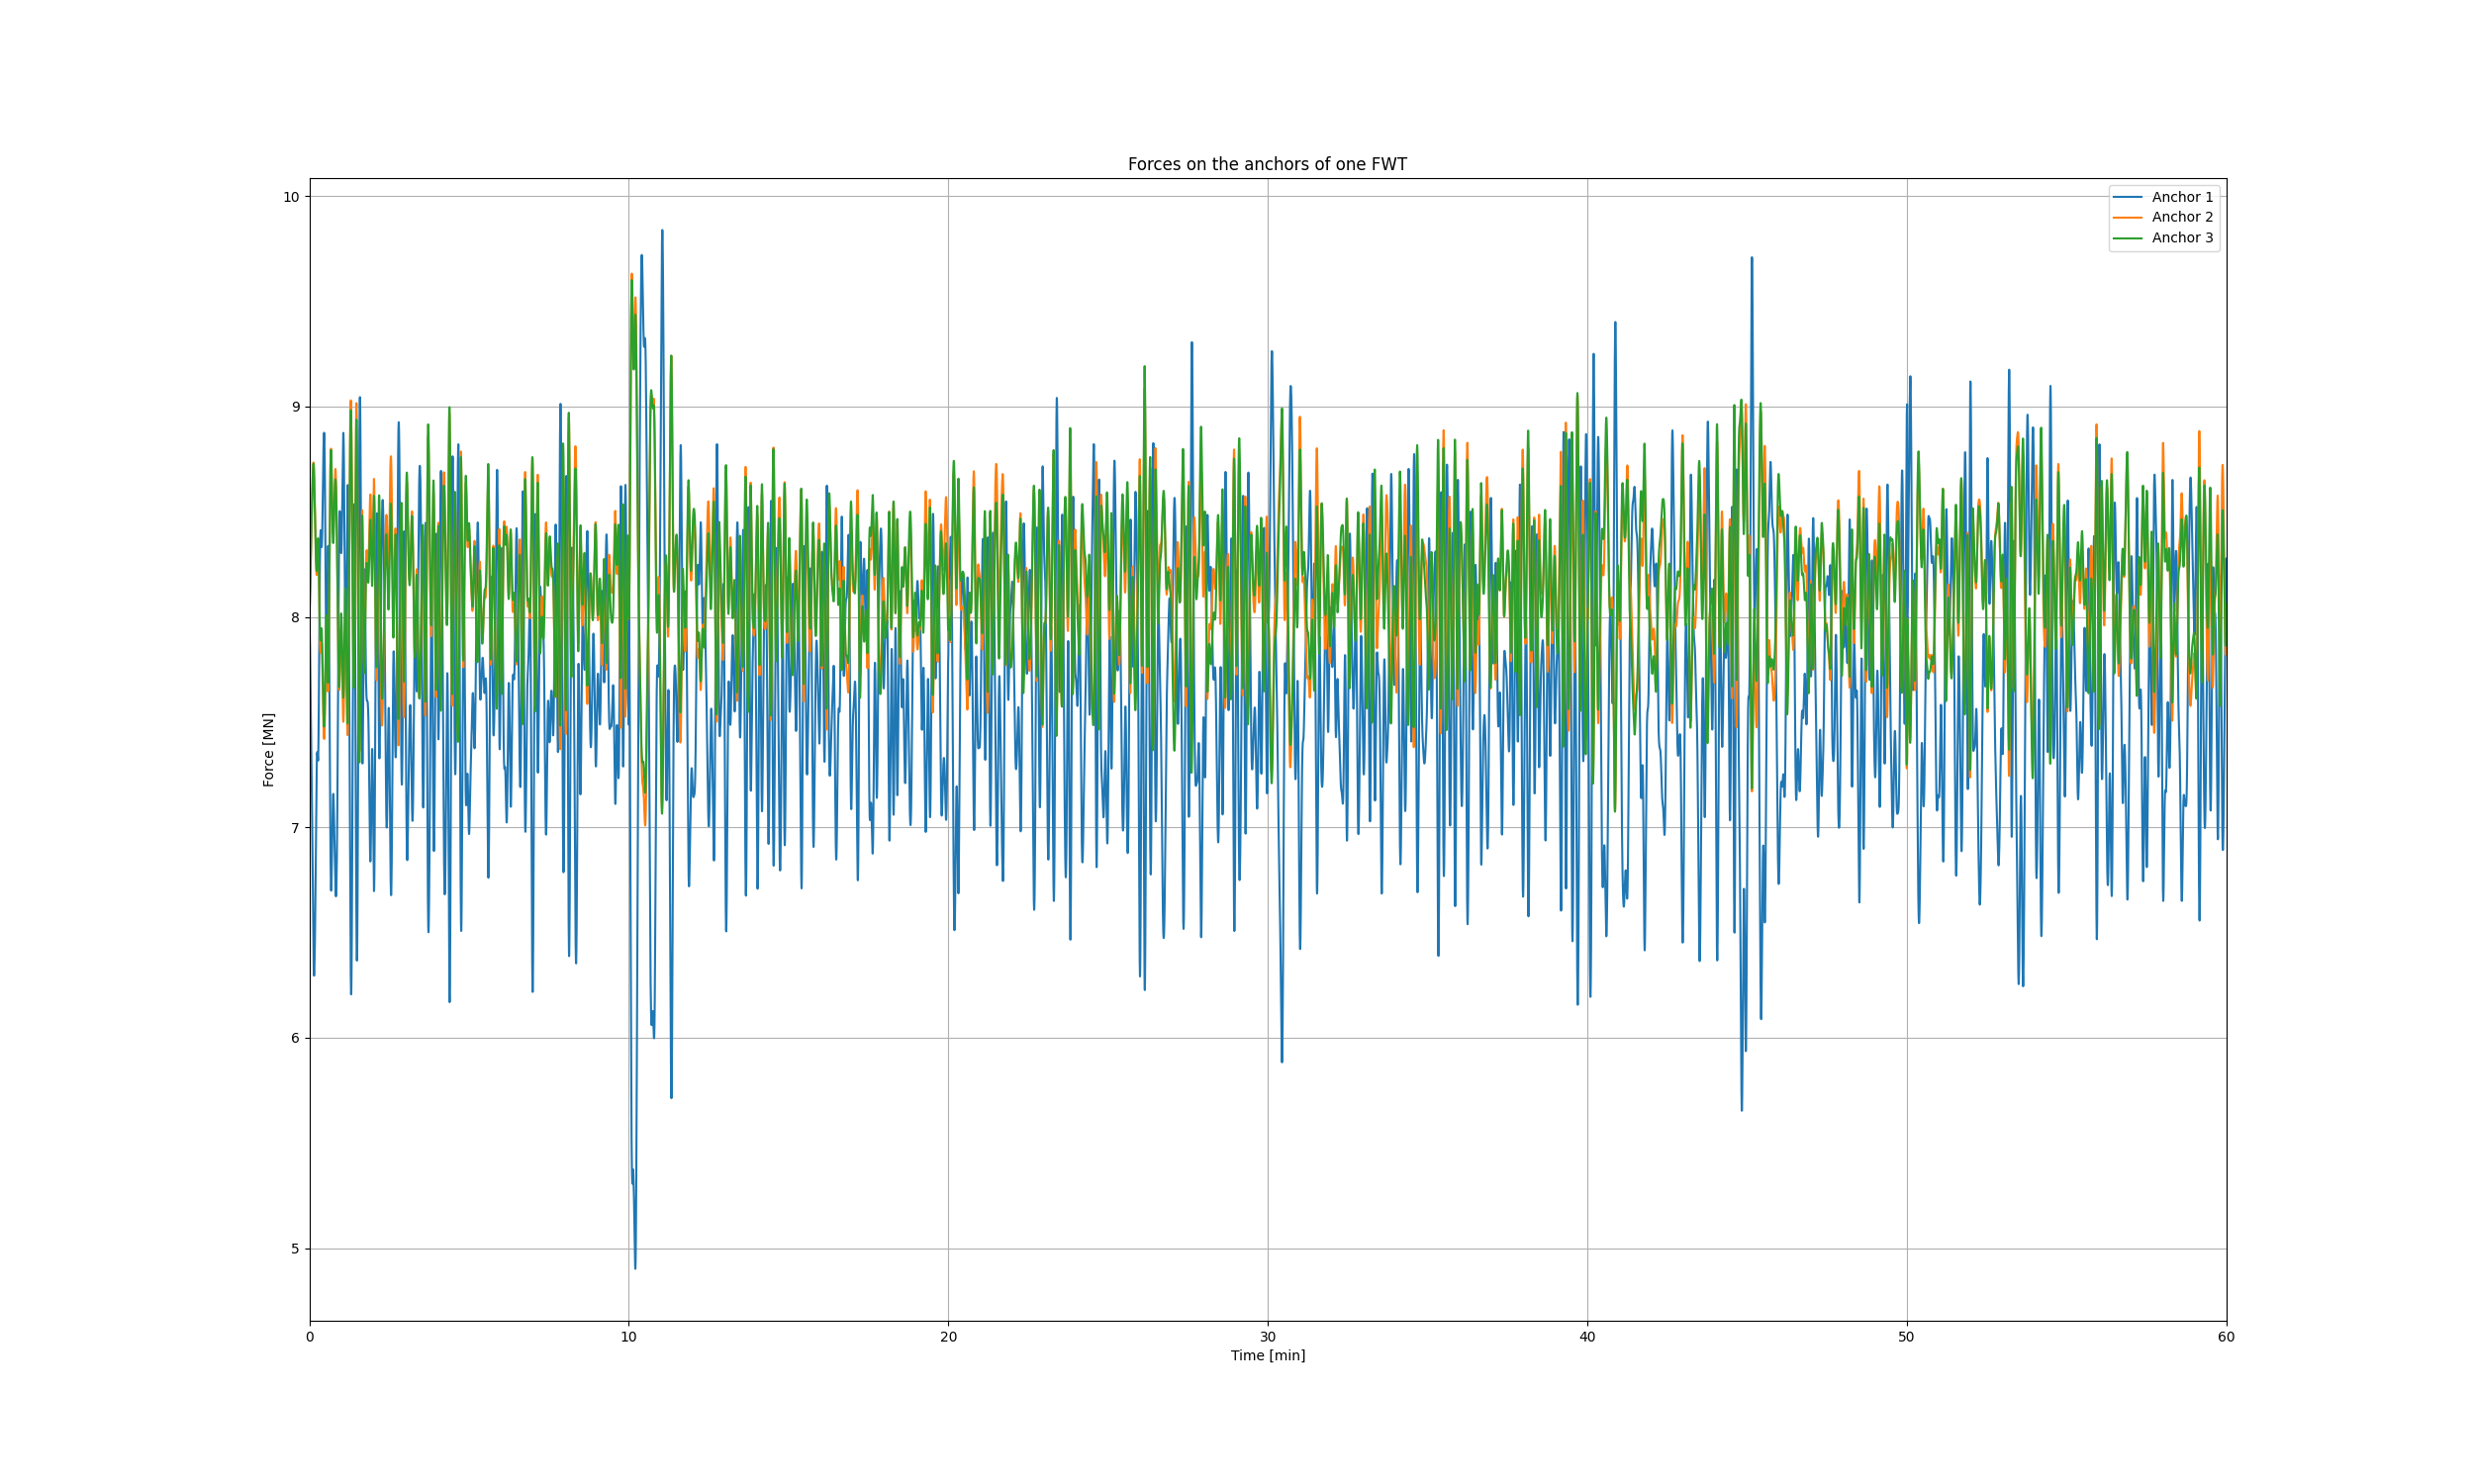 Forces on the anchors of one FWT
10
9
8
7
6
5
Force [MN]
Anchor 1
Anchor 2
Anchor 3
0 10 20 30 40 50 60
Time [min]